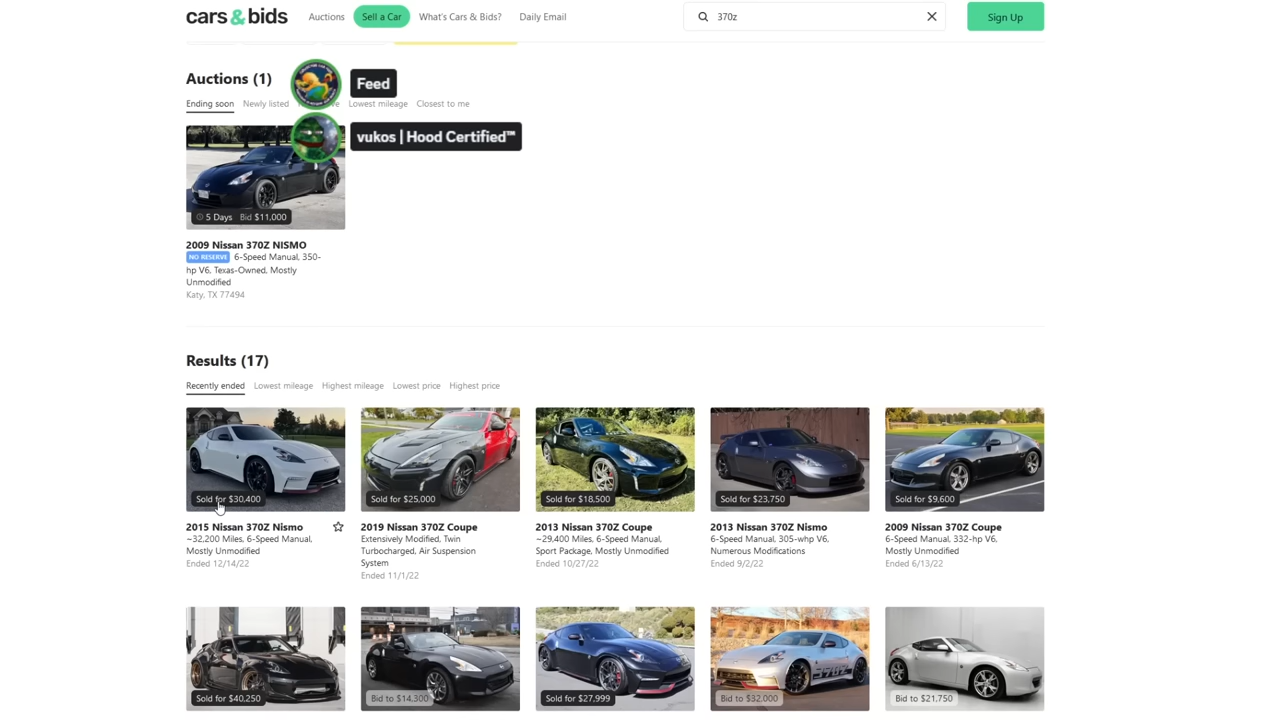 cars & bids
Auctions
Sell a Car
What's Cars & Bids?
Daily Email
370z
Sign Up
Auctions (1)
Feed
Ending soon
Newly listed
Lowest mileage
Closest to me
vukos | Hood Certified™
5 Days Bid $11,000
2009 Nissan 370Z NISMO
NO RESERVE 6-Speed Manual, 350-
hp V6, Texas-Owned, Mostly
Unmodified
Katy, TX 77494
Results (17)
Recently ended
Lowest mileage
Highest mileage
Lowest price
Highest price
Sold for $30,400
2015 Nissan 370Z Nismo
~32,200 Miles, 6-Speed Manual,
Mostly Unmodified
Ended 12/14/22
Sold for $25,000
2019 Nissan 370Z Coupe
Extensively Modified, Twin
Turbocharged, Air Suspension
System
Ended 11/1/22
Sold for $18,500
2013 Nissan 370Z Coupe
~29,400 Miles, 6-Speed Manual,
Sport Package, Mostly Unmodified
Ended 10/27/22
Sold for $23,750
2013 Nissan 370Z Nismo
6-Speed Manual, 305-whp V6,
Numerous Modifications
Ended 9/2/22
Sold for $9,600
2009 Nissan 370Z Coupe
6-Speed Manual, 332-hp V6,
Mostly Unmodified
Ended 6/13/22
Sold for $40,250
Bid to $14,300
Sold for $27,999
Bid to $32,000
370Z
Bid to $21,750